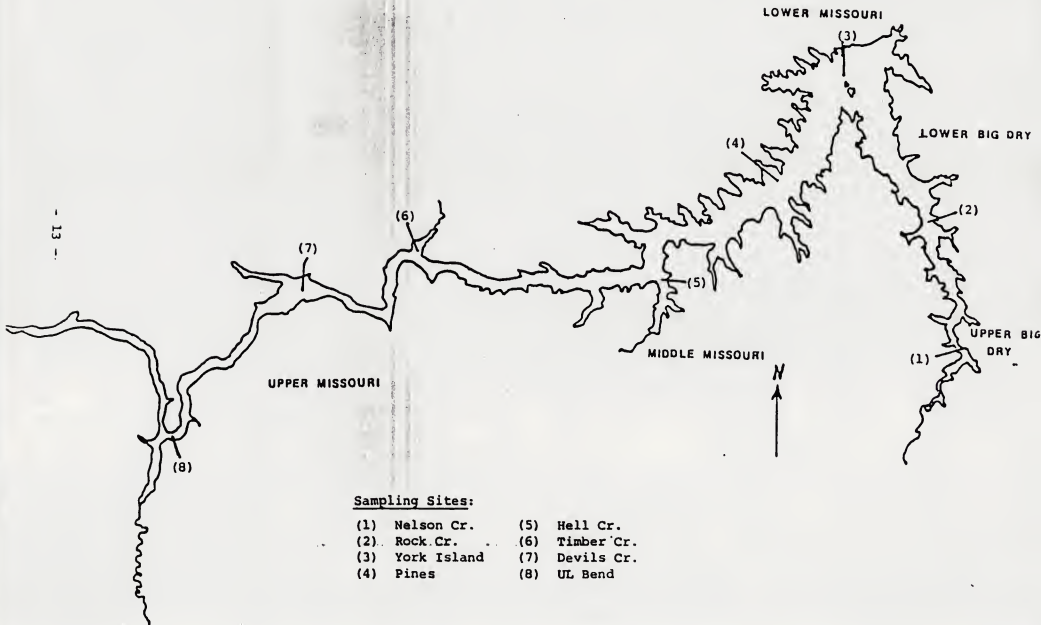 LOWER MISSOURI
(3)
LOWER BIG DRY
(4)
(2)
- 13 -
(6)
(7)
(5)
UPPER BIG
DRY
(1)
MIDDLE MISSOURI
UPPER MISSOURI
N
(8)
Sampling Sites:
(1) Nelson Cr. (5) Hell Cr.
(2) Rock Cr. (6) Timber Cr.
(3) York Island (7) Devils Cr.
(4) Pines (8) UL Bend